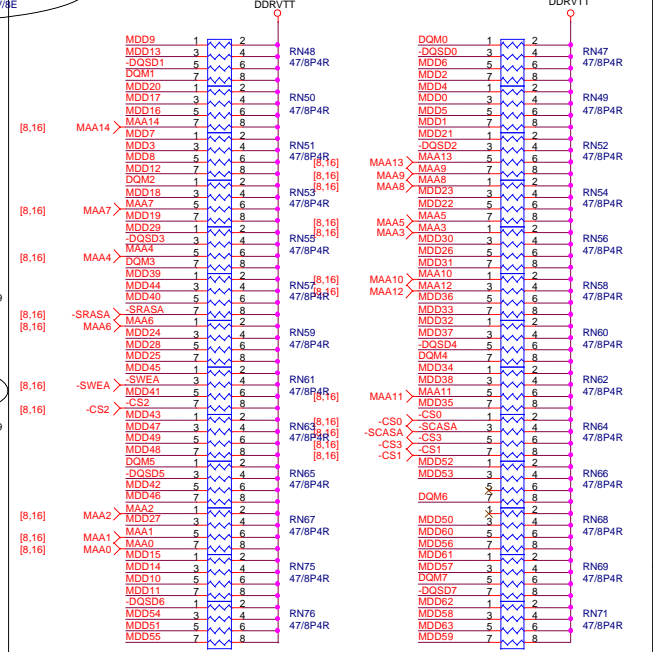 /8E
DDRVTT
DDRVTT
MDD9 1 2
MDD13 3 4 RN48
-DQSD1 5 6 47/8P4R
DQM1 7 8
MDD20 1 2
MDD17 3 4 RN50
MDD16 5 6 47/8P4R
[8,16] MAA14 MAA14 7 8
MDD7 1 2
MDD3 3 4 RN51
MDD8 5 6 47/8P4R
MDD12 7 8
DQM2 1 2
MDD18 3 4 RN53
[8,16] MAA7 MAA7 5 6 47/8P4R
MDD19 7 8
MDD29 1 2
-DQSD3 3 4 RN55
[8,16] MAA4 MAA4 5 6 47/8P4R
DQM3 7 8
MDD39 1 2
MDD44 3 4 RN57
MDD40 5 6 47/8P4R
[8,16] -SRASA -SRASA 7 8
[8,16] MAA6 MAA6 1 2
MDD24 3 4 RN59
MDD28 5 6 47/8P4R
MDD25 7 8
MDD45 1 2
[8,16] -SWEA -SWEA 3 4 RN61
MDD41 5 6 47/8P4R
[8,16] -CS2 -CS2 7 8
MDD43 1 2
MDD47 3 4 RN63
MDD49 5 6 47/8P4R
MDD48 7 8
DQM5 1 2
-DQSD5 3 4 RN65
MDD42 5 6 47/8P4R
MDD46 7 8
[8,16] MAA2 MAA2 1 2
MDD27 3 4 RN67
[8,16] MAA1 MAA1 5 6 47/8P4R
[8,16] MAA0 MAA0 7 8
MDD15 1 2
MDD14 3 4 RN75
MDD10 5 6 47/8P4R
MDD11 7 8
-DQSD6 1 2
MDD54 3 4 RN76
MDD51 5 6 47/8P4R
MDD55 7 8
DQM0 1 2
-DQSD0 3 4 RN47
MDD6 5 6 47/8P4R
MDD2 7 8
MDD4 1 2
MDD0 3 4 RN49
MDD5 5 6 47/8P4R
MDD1 7 8
MDD21 1 2
-DQSD2 3 4 RN52
[8,16] MAA13 MAA13 5 6 47/8P4R
[8,16] MAA9 MAA9 7 8
[8,16] MAA8 MAA8 1 2
MDD23 3 4 RN54
MDD22 5 6 47/8P4R
[8,16] MAA5 MAA5 7 8
[8,16] MAA3 MAA3 1 2
MDD30 3 4 RN56
MDD26 5 6 47/8P4R
MDD31 7 8
[8,16] MAA10 MAA10 1 2
[8,16] MAA12 MAA12 3 4 RN58
MDD36 5 6 47/8P4R
MDD33 7 8
MDD32 1 2
MDD37 3 4 RN60
-DQSD4 5 6 47/8P4R
DQM4 7 8
MDD34 1 2
MDD38 3 4 RN62
[8,16] MAA11 MAA11 5 6 47/8P4R
MDD35 7 8
[8,16] -CS0 -CS0 1 2
[8,16] -SCASA -SCASA 3 4 RN64
[8,16] -CS3 -CS3 5 6 47/8P4R
[8,16] -CS1 -CS1 7 8
MDD52 1 2
MDD53 3 4 RN66
5 6 47/8P4R
DQM6 7 8
1 2
MDD50 3 4 RN68
MDD60 5 6 47/8P4R
MDD56 7 8
MDD61 1 2
MDD57 3 4 RN69
DQM7 5 6 47/8P4R
-DQSD7 7 8
MDD62 1 2
MDD58 3 4 RN71
MDD63 5 6 47/8P4R
MDD59 7 8